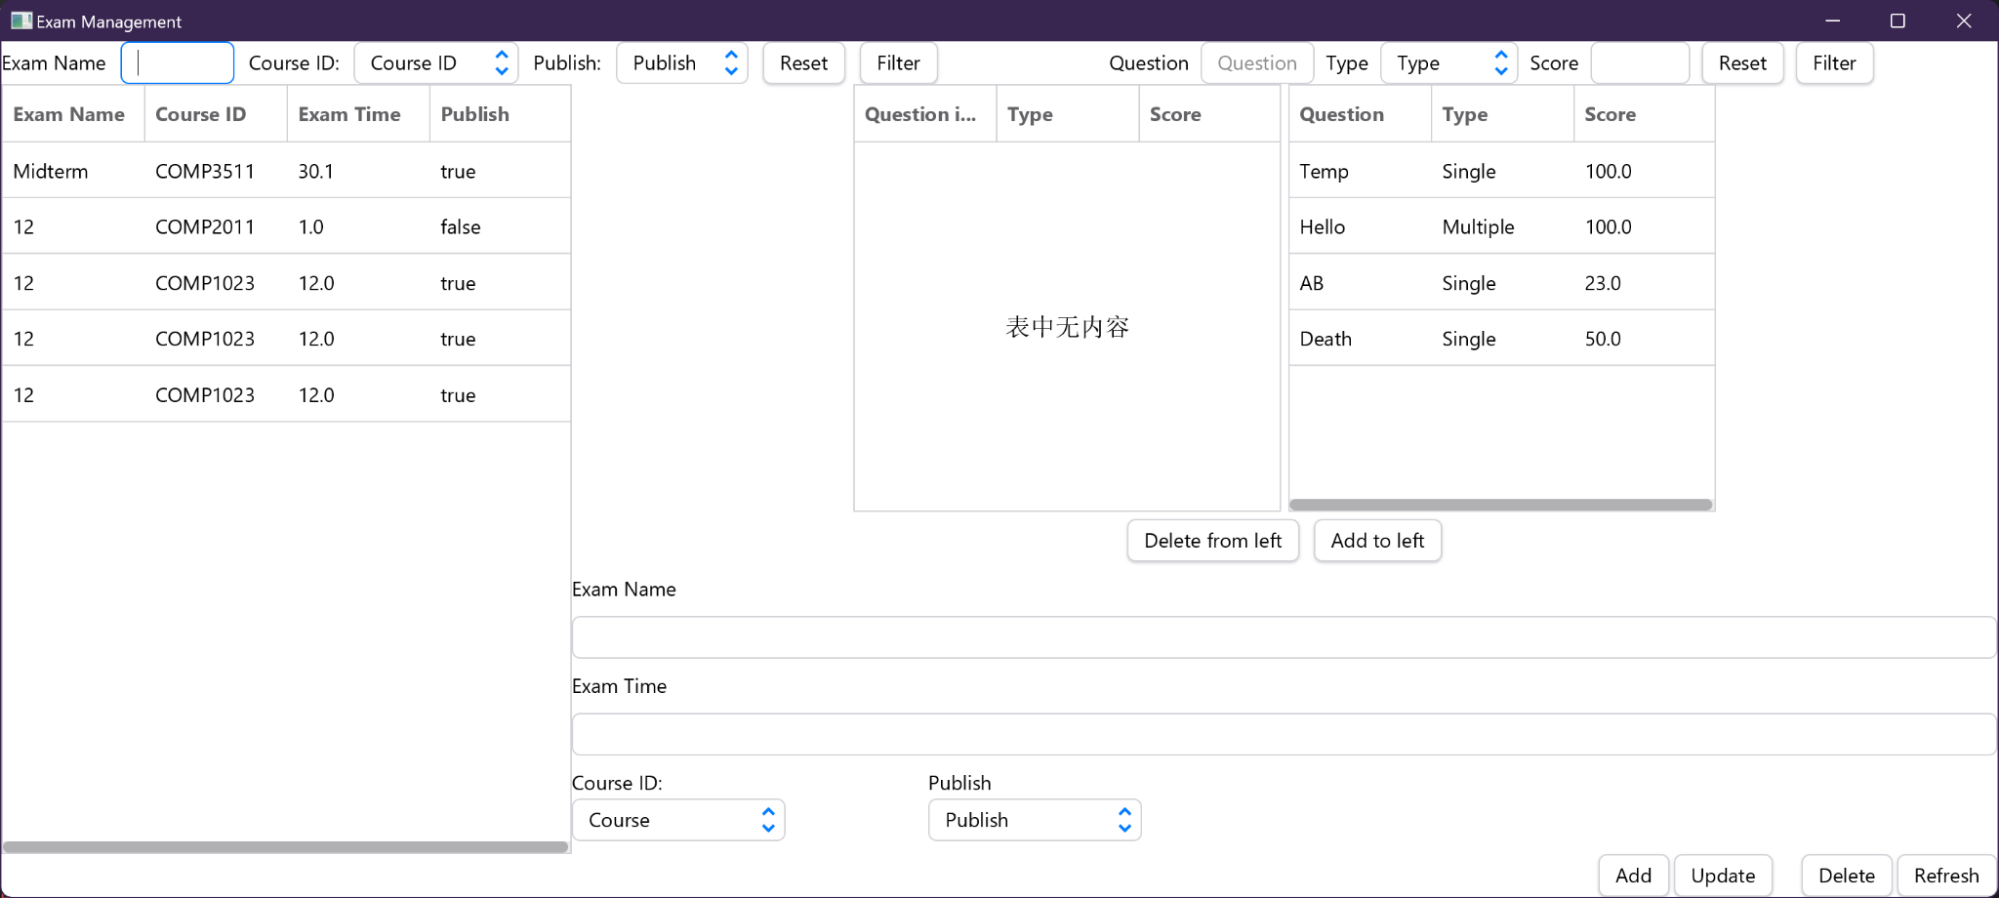 Exam Management
Exam Name Course ID: Course ID Publish: Publish Reset Filter Question Question Type Type Score Reset Filter
Exam Name Course ID Exam Time Publish
Midterm COMP3511 30.1 true
12 COMP2011 1.0 false
12 COMP1023 12.0 true
12 COMP1023 12.0 true
12 COMP1023 12.0 true
Question i... Type Score
表中无内容
Question Type Score
Temp Single 100.0
Hello Multiple 100.0
AB Single 23.0
Death Single 50.0
Delete from left Add to left
Exam Name
Exam Time
Course ID: Publish
Course Publish
Add Update Delete Refresh